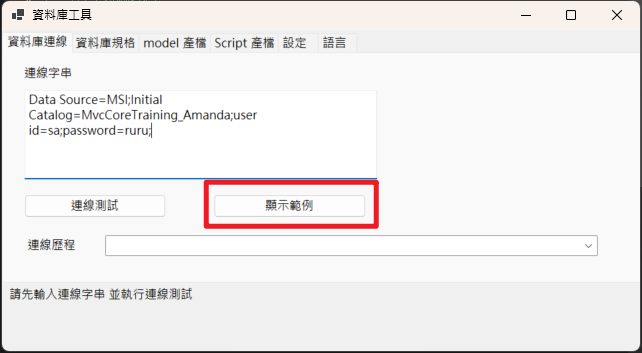 資料庫工具
資料庫連線 資料庫規格 model 產檔 Script 產檔 設定 語言
連線字串
Data Source=MSI;Initial
Catalog=MvcCoreTraining_Amanda;user
id=sa;password=ruru;
連線測試 顯示範例
連線歷程
請先輸入連線字串 並執行連線測試